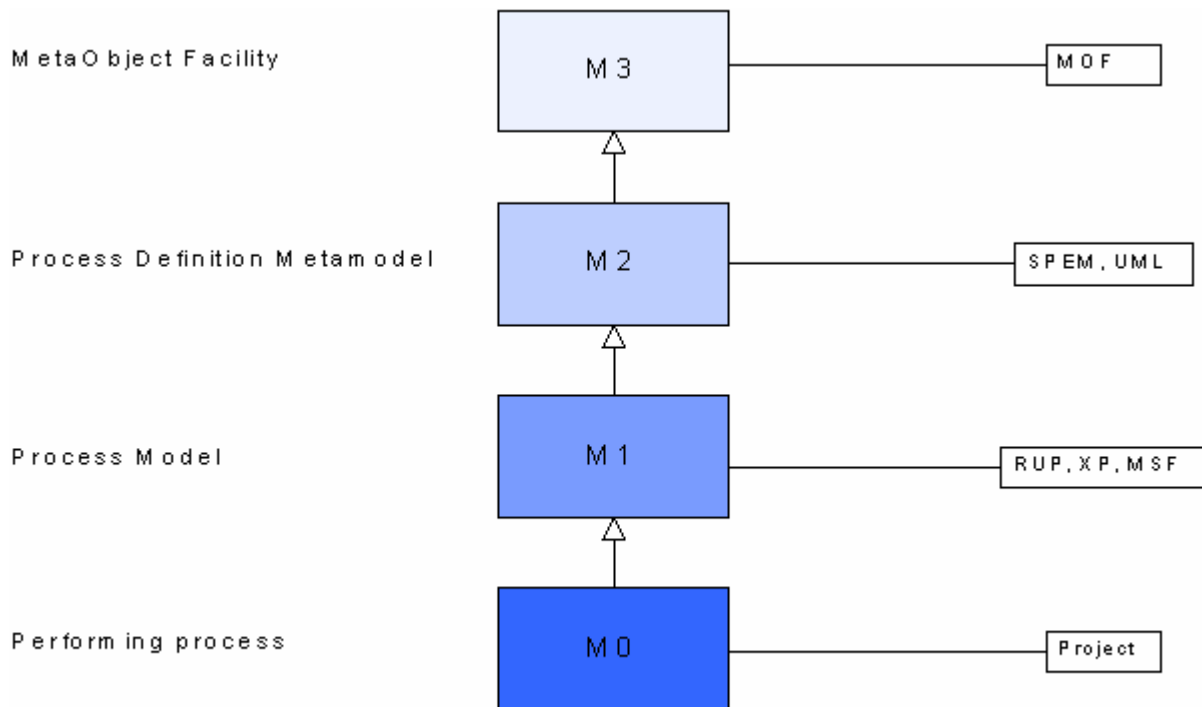 MetaObject Facility
M3
MOF
Process Definition Metamodel
M2
SPEM, UML
Process Model
M1
RUP, XP, MSF
Performing process
M0
Project